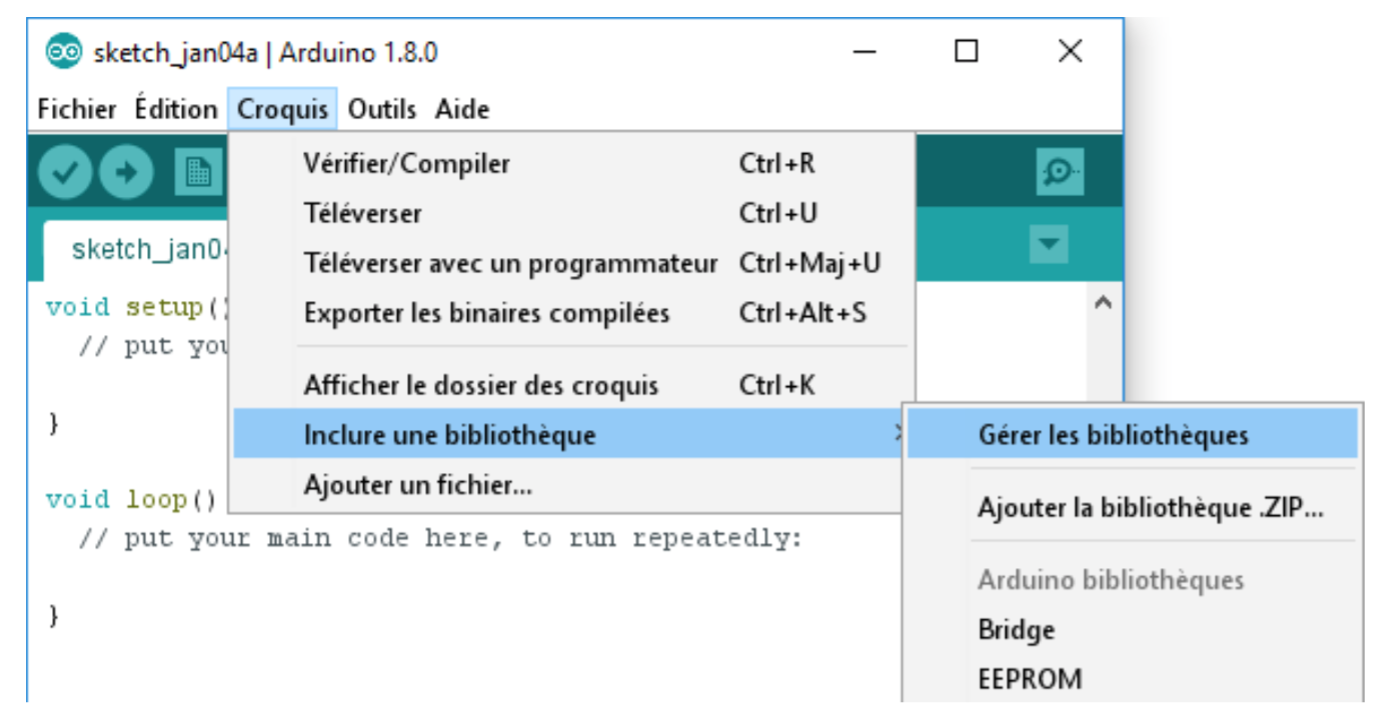 sketch_jan04a | Arduino 1.8.0
Fichier Édition Croquis Outils Aide
Vérifier/Compiler Ctrl+R
Téléverser Ctrl+U
sketch_jan0
Téléverser avec un programmateur Ctrl+Maj+U
void setup()
Exporter les binaires compilées Ctrl+Alt+S
// put you
Afficher le dossier des croquis Ctrl+K
}
Inclure une bibliothèque
Gérer les bibliothèques
Ajouter un fichier...
void loop()
Ajouter la bibliothèque .ZIP...
// put your main code here, to run repeatedly:
Arduino bibliothèques
}
Bridge
EEPROM